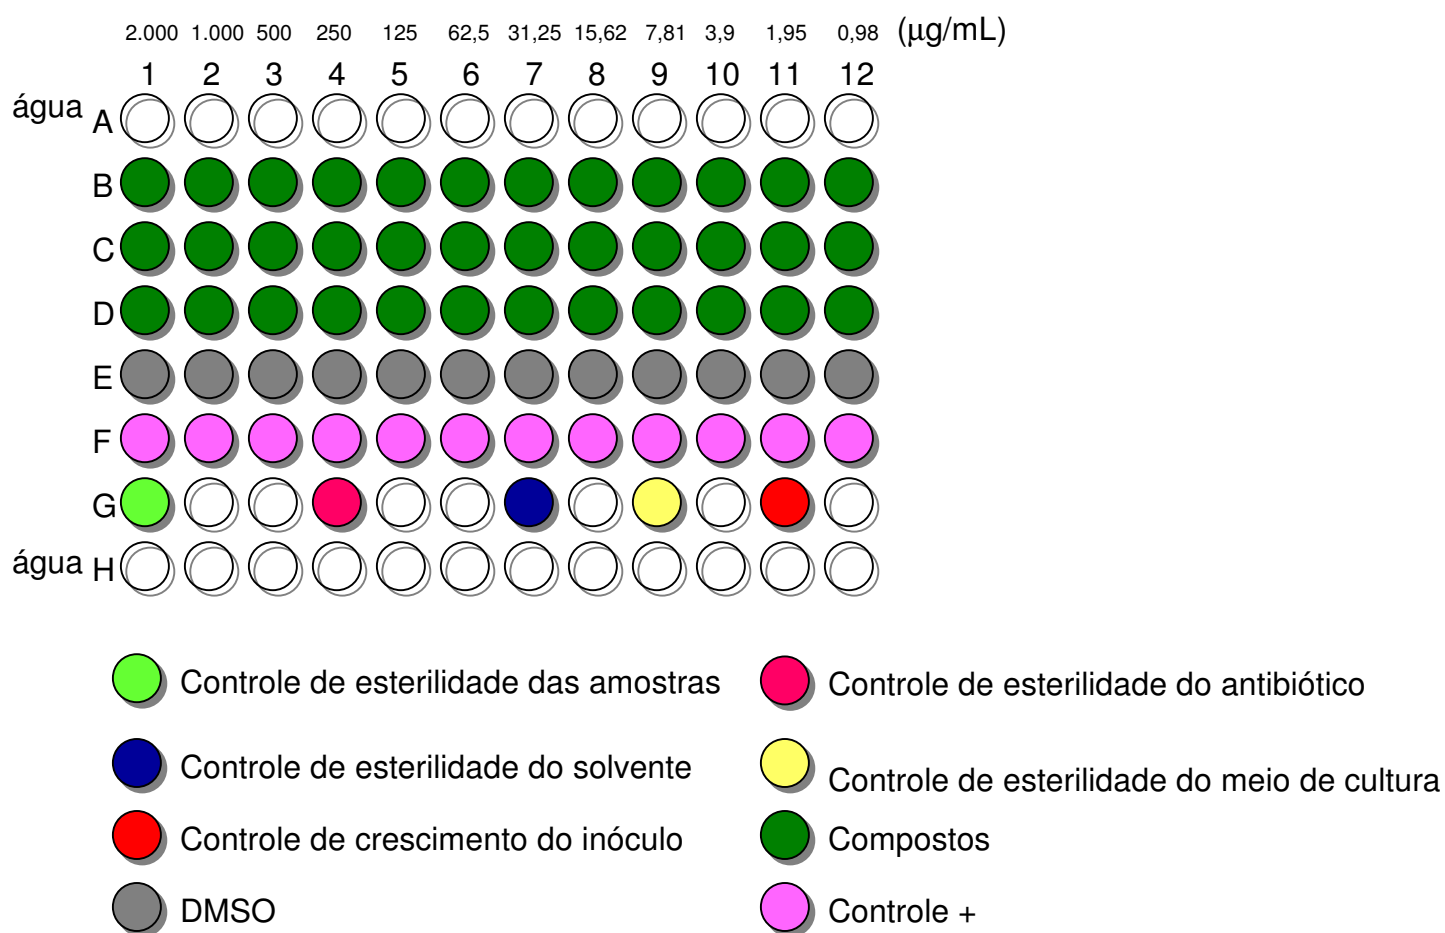 2.000 1.000 500 250 125 62,5 31,25 15,62 7,81 3,9 1,95 0,98 (μg/mL)
1 2 3 4 5 6 7 8 9 10 11 12
água A
B
C
D
E
F
G
água H
Controle de esterilidade das amostras Controle de esterilidade do antibiótico
Controle de esterilidade do solvente Controle de esterilidade do meio de cultura
Controle de crescimento do inóculo Compostos
DMSO Controle +